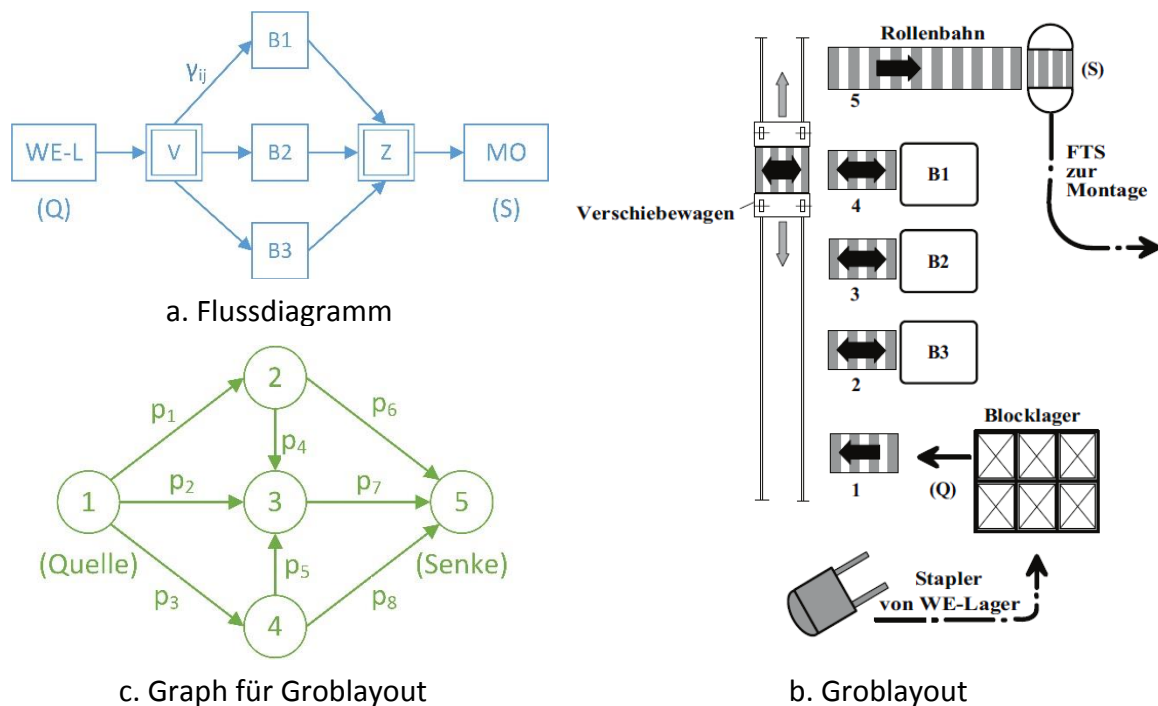 γij
B1
WE-L
V
B2
Z
MO
(Q)
(S)
B3
a. Flussdiagramm
2
p1
p6
p4
1
p2
3
p7
5
(Quelle)
(Senke)
p3
p5
p8
4
c. Graph für Groblayout
Rollenbahn
(S)
5
FTS
zur
Montage
B1
Verschiebewagen
4
B2
3
B3
2
Blocklager
1
(Q)
Stapler
von WE-Lager
b. Groblayout